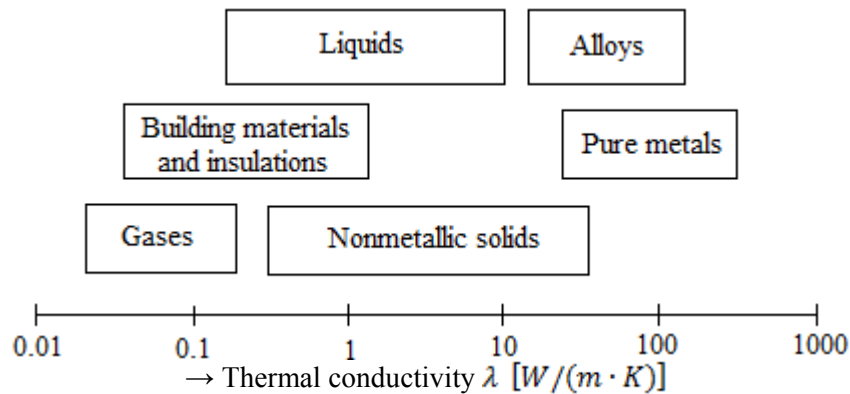 Liquids
Alloys
Building materials
and insulations
Pure metals
Gases
Nonmetallic solids
0.01
0.1
1
10
100
1000
→ Thermal conductivity λ [W/(m · K)]